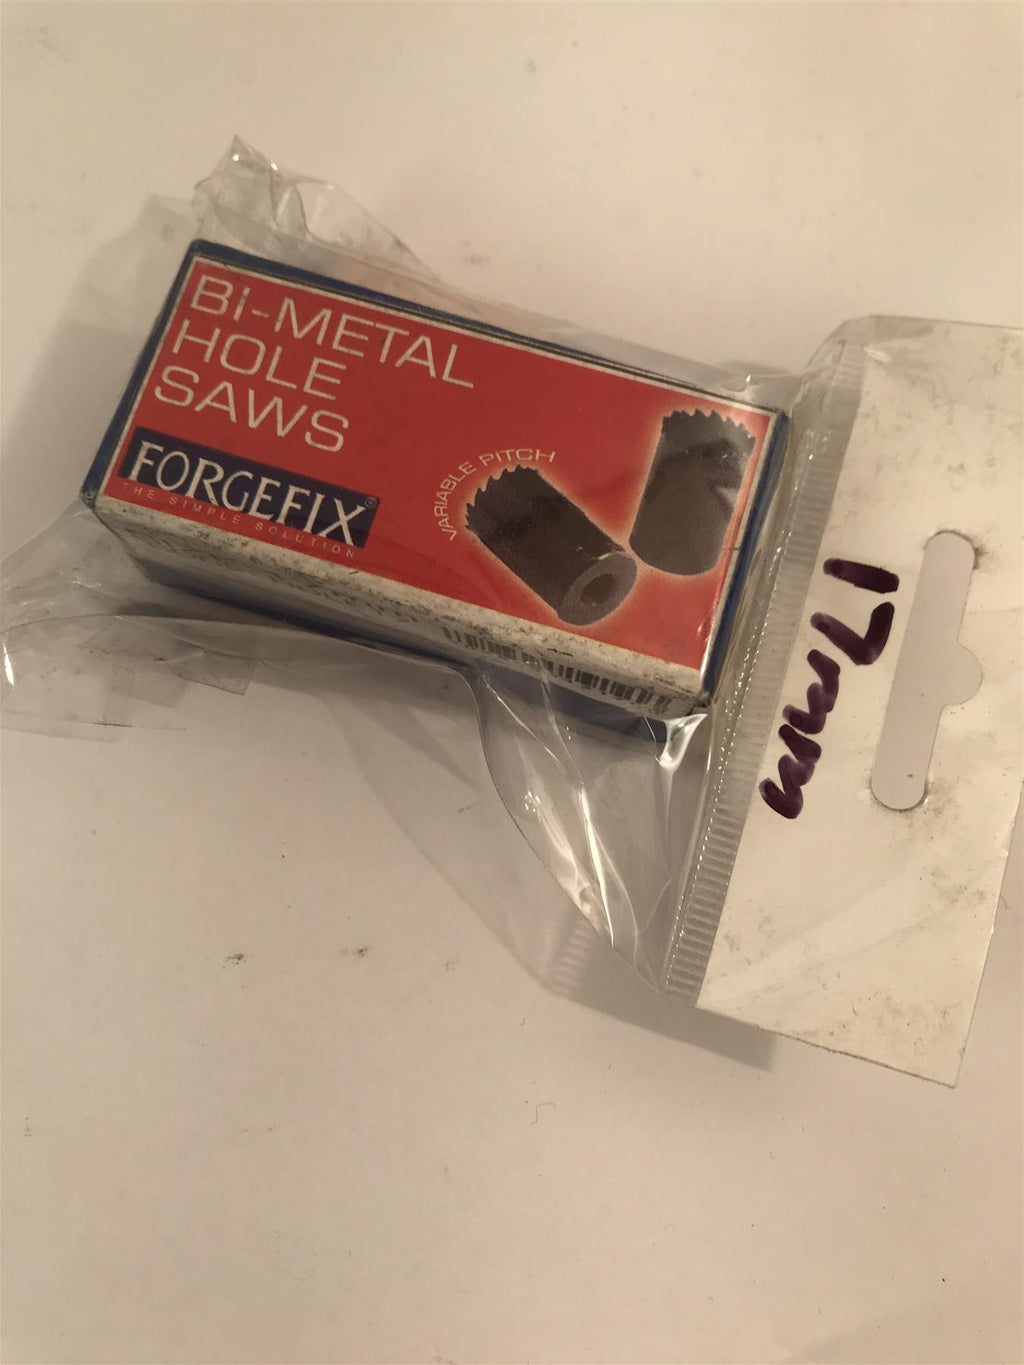 Bi-METAL
HOLE
SAWS
FORGEFIX®
THE SIMPLE SOLUTION
VARIABLE PITCH
17mm